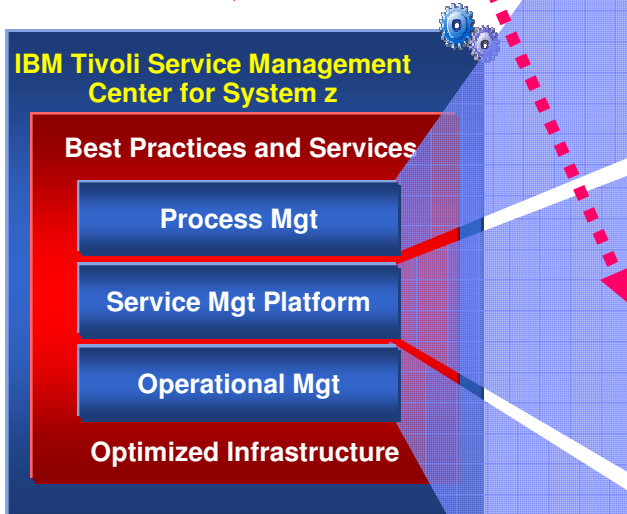 IBM Tivoli Service Management
Center for System z
Best Practices and Services
Process Mgt
Service Mgt Platform
Operational Mgt
Optimized Infrastructure